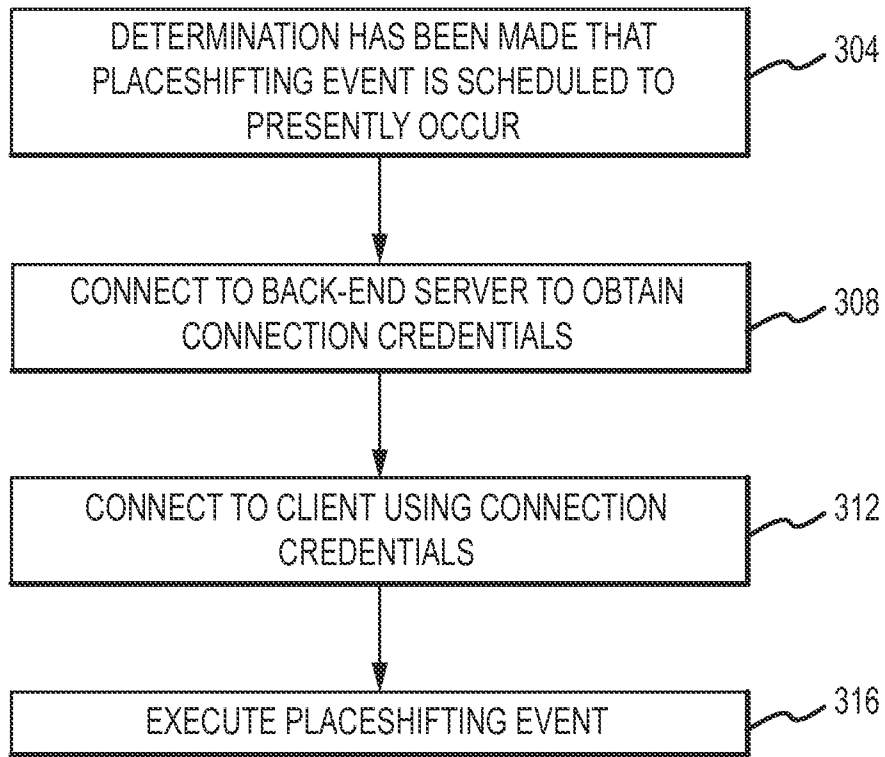 DETERMINATION HAS BEEN MADE THAT
PLACESHIFTING EVENT IS SCHEDULED TO
PRESENTLY OCCUR
304
CONNECT TO BACK-END SERVER TO OBTAIN
CONNECTION CREDENTIALS
308
CONNECT TO CLIENT USING CONNECTION
CREDENTIALS
312
EXECUTE PLACESHIFTING EVENT
316